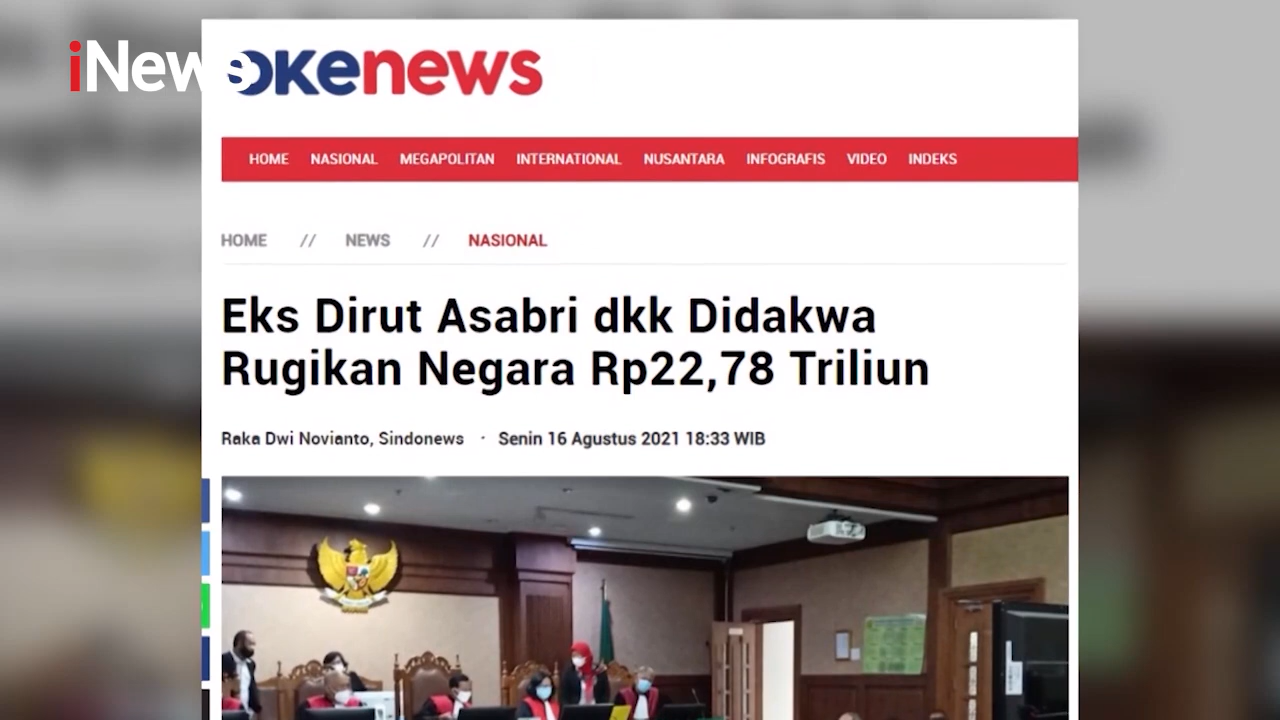 iNews
okenews
HOME NASIONAL MEGAPOLITAN INTERNATIONAL NUSANTARA INFOGRAFIS VIDEO INDEKS
HOME // NEWS // NASIONAL
Eks Dirut Asabri dkk Didakwa
Rugikan Negara Rp22,78 Triliun
Raka Dwi Novianto, Sindonews · Senin 16 Agustus 2021 18:33 WIB